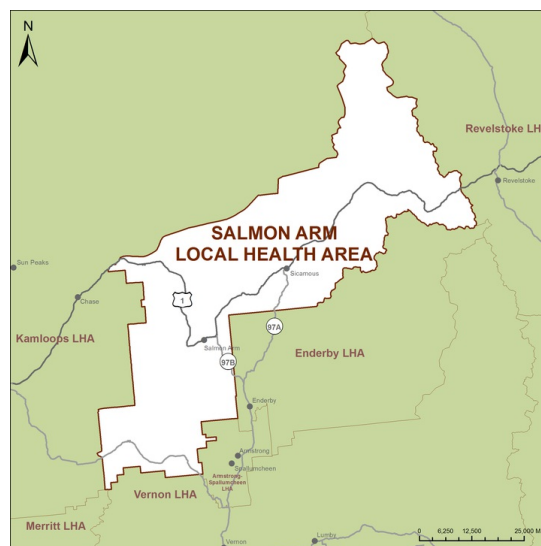 N
Revelstoke LH
Revelstoke
SALMON ARM
LOCAL HEALTH AREA
Sun Peaks
Sicamous
Chase
1
97A
Kamloops LHA
Salmon Arm
Enderby LHA
97B
Enderby
Armstrong
Spallumcheen
Armstrong-
Spallumcheen
LHA
Vernon LHA
Merritt LHA
Vernon
Lumby
0 6,250 12,500 25,000 M